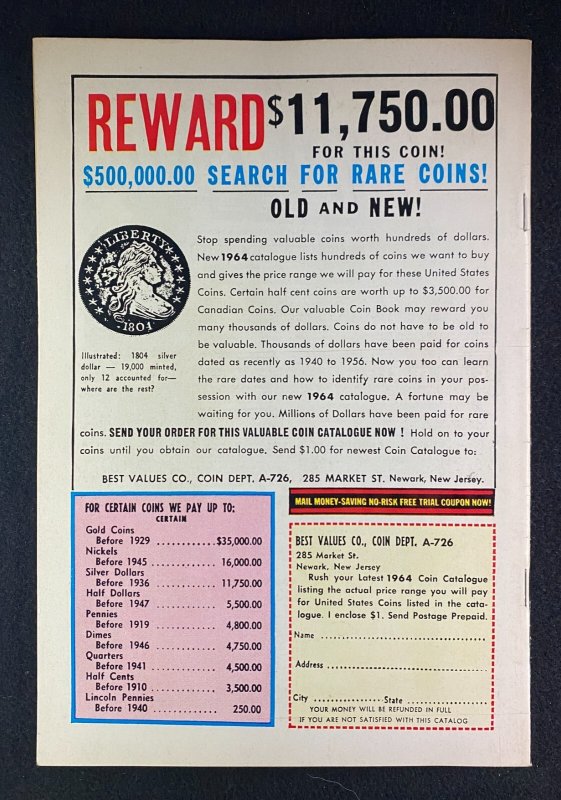 REWARD $11,750.00
FOR THIS COIN!
$500,000.00 SEARCH FOR RARE COINS!
OLD AND NEW!
LIBERTY
1804
Illustrated: 1804 silver
dollar — 19,000 minted,
only 12 accounted for—
where are the rest?
Stop spending valuable coins worth hundreds of dollars.
New 1964 catalogue lists hundreds of coins we want to buy
and gives the price range we will pay for these United States
Coins. Certain half cent coins are worth up to $3,500.00 for
Canadian Coins. Our valuable Coin Book may reward you
many thousands of dollars. Coins do not have to be old to
be valuable. Thousands of dollars have been paid for coins
dated as recently as 1940 to 1956. Now you too can learn
the rare dates and how to identify rare coins in your pos-
session with our new 1964 catalogue. A fortune may be
waiting for you. Millions of Dollars have been paid for rare
coins. SEND YOUR ORDER FOR THIS VALUABLE COIN CATALOGUE NOW ! Hold on to your
coins until you obtain our catalogue. Send $1.00 for newest Coin Catalogue to:
BEST VALUES CO., COIN DEPT. A-726, 285 MARKET ST. Newark, New Jersey.
FOR CERTAIN COINS WE PAY UP TO:
CERTAIN
Gold Coins
Before 1929 ............$35,000.00
Nickels
Before 1945 ............ 16,000.00
Silver Dollars
Before 1936 ............ 11,750.00
Half Dollars
Before 1947 ............ 5,500.00
Pennies
Before 1919 ............ 4,800.00
Dimes
Before 1946 ............ 4,750.00
Quarters
Before 1941 ............ 4,500.00
Half Cents
Before 1910 ............ 3,500.00
Lincoln Pennies
Before 1940 ............ 250.00
MAIL MONEY-SAVING NO-RISK FREE TRIAL COUPON NOW!
BEST VALUES CO., COIN DEPT. A-726
285 Market St.
Newark, New Jersey
Rush your Latest 1964 Coin Catalogue
listing the actual price range you will pay
for United States Coins listed in the cata-
logue. I enclose $1. Send Postage Prepaid.
Name
Address
City ................. State
YOUR MONEY WILL BE REFUNDED IN FULL
IF YOU ARE NOT SATISFIED WITH THIS CATALOG